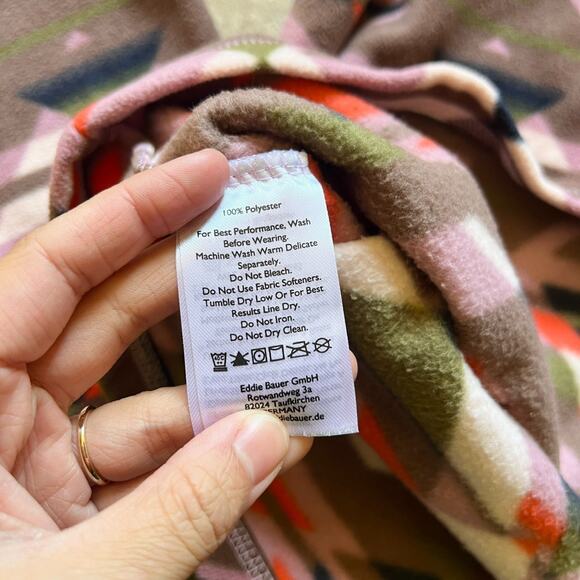 100% Polyester
For Best Performance, Wash
Before Wearing.
Machine Wash Warm Delicate
Separately.
Do Not Bleach.
Do Not Use Fabric Softeners.
Tumble Dry Low Or For Best
Results Line Dry.
Do Not Iron.
Do Not Dry Clean.
Eddie Bauer GmbH
Rotwandweg 3a
82024 Taufkirchen
ERMANY
diebauer.de